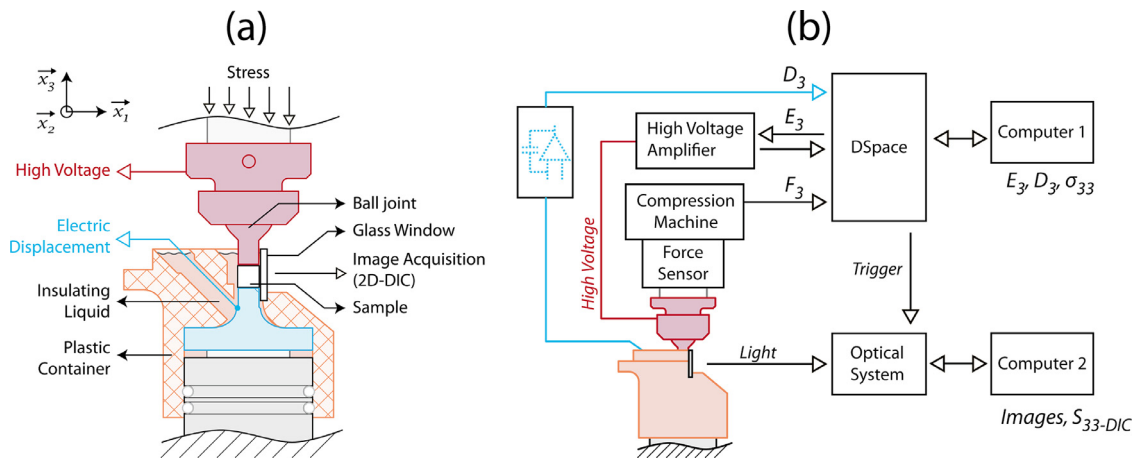 (a)
x3
x2
x1
Stress
High Voltage
Electric
Displacement
Insulating
Liquid
Plastic
Container
Ball joint
Glass Window
Image Acquisition
(2D-DIC)
Sample
(b)
D3
E3
F3
High Voltage
Amplifier
DSpace
Computer 1
E3, D3, σ33
Compression
Machine
Force
Sensor
High Voltage
Trigger
Light
Optical
System
Computer 2
Images, S33-DIC